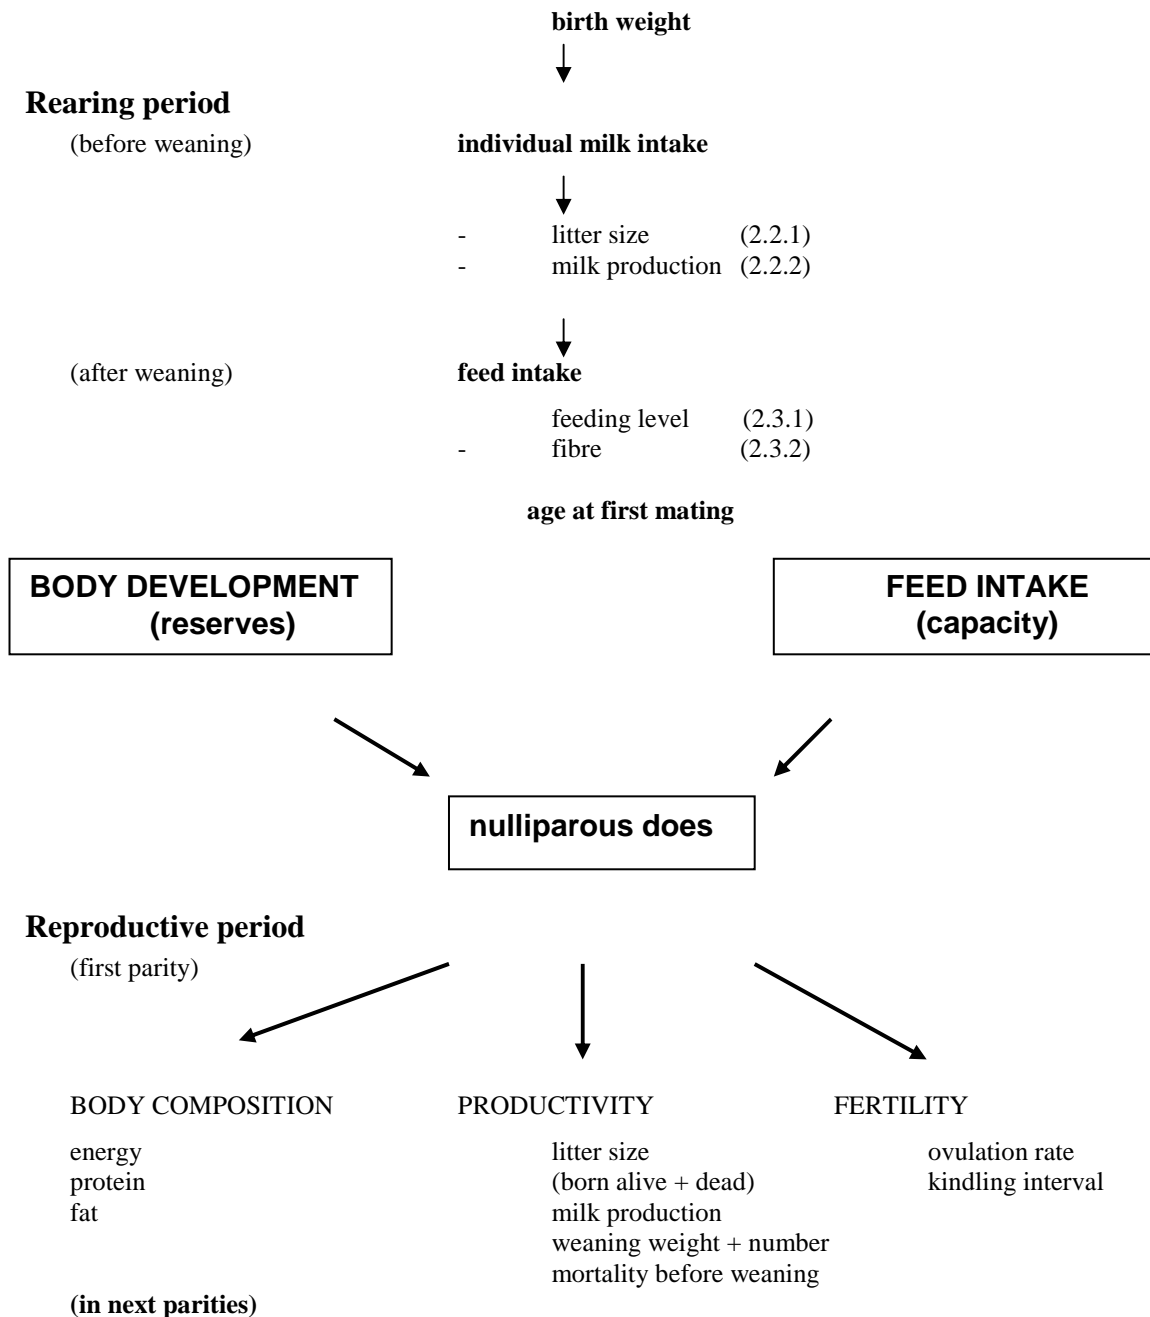 birth weight
Rearing period
(before weaning) individual milk intake
- litter size (2.2.1)
- milk production (2.2.2)
(after weaning) feed intake
feeding level (2.3.1)
- fibre (2.3.2)
age at first mating
BODY DEVELOPMENT
(reserves)
FEED INTAKE
(capacity)
nulliparous does
Reproductive period
(first parity)
BODY COMPOSITION
energy
protein
fat
PRODUCTIVITY
litter size
(born alive + dead)
milk production
weaning weight + number
mortality before weaning
FERTILITY
ovulation rate
kindling interval
(in next parities)